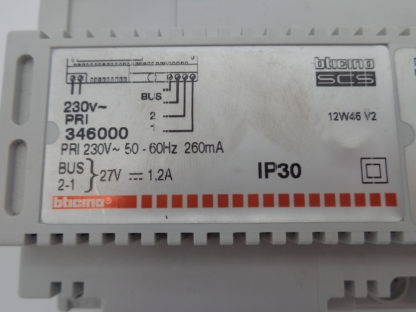 bticino
SCS
BUS
2
1
230V~
PRI
346000
12W46 V2
PRI 230V~ 50-60Hz 260mA
BUS
2-1 } 27V ⎓ 1,2A
IP30
bticino®